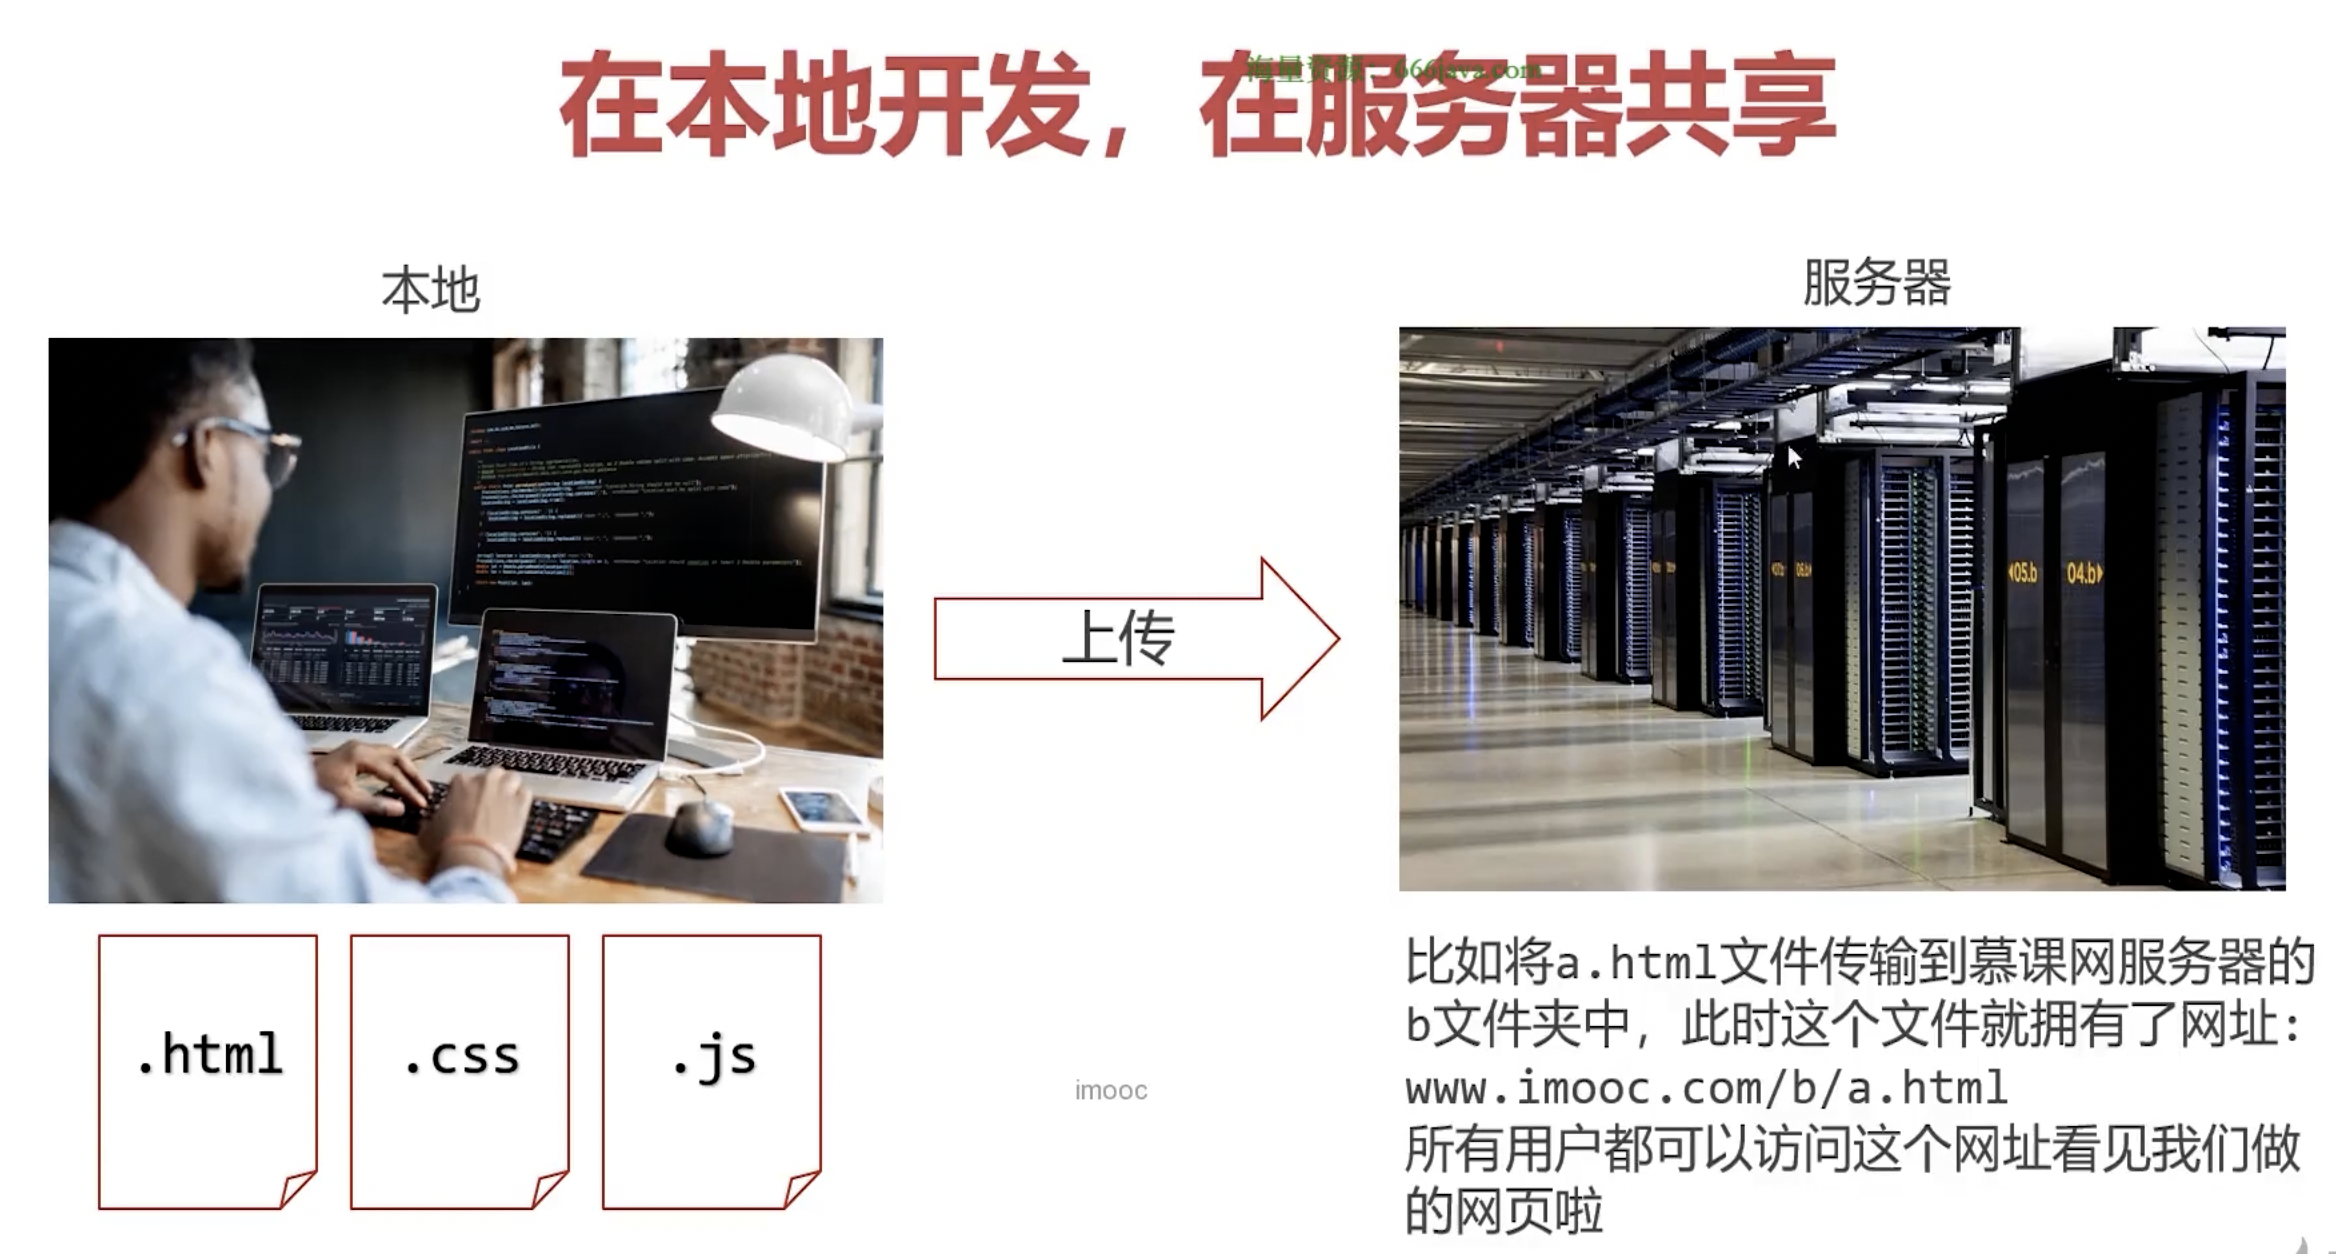 在本地开发，在服务器共享
海量资源：666java.com
本地
服务器
上传
05.b
04.b
.html
.css
.js
imooc
比如将a.html文件传输到慕课网服务器的
b文件夹中，此时这个文件就拥有了网址：
www.imooc.com/b/a.html
所有用户都可以访问这个网址看见我们做
的网页啦